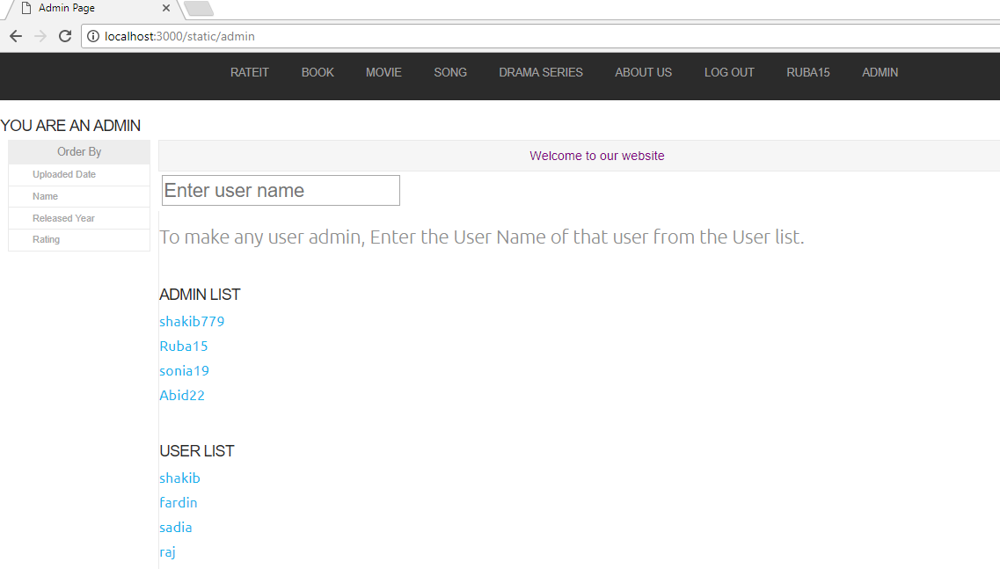 Admin Page
localhost:3000/static/admin
RATEIT BOOK MOVIE SONG DRAMA SERIES ABOUT US LOG OUT RUBA15 ADMIN
YOU ARE AN ADMIN
Order By
Uploaded Date
Name
Released Year
Rating
Welcome to our website
Enter user name
To make any user admin, Enter the User Name of that user from the User list.
ADMIN LIST
shakib779
Ruba15
sonia19
Abid22
USER LIST
shakib
fardin
sadia
raj